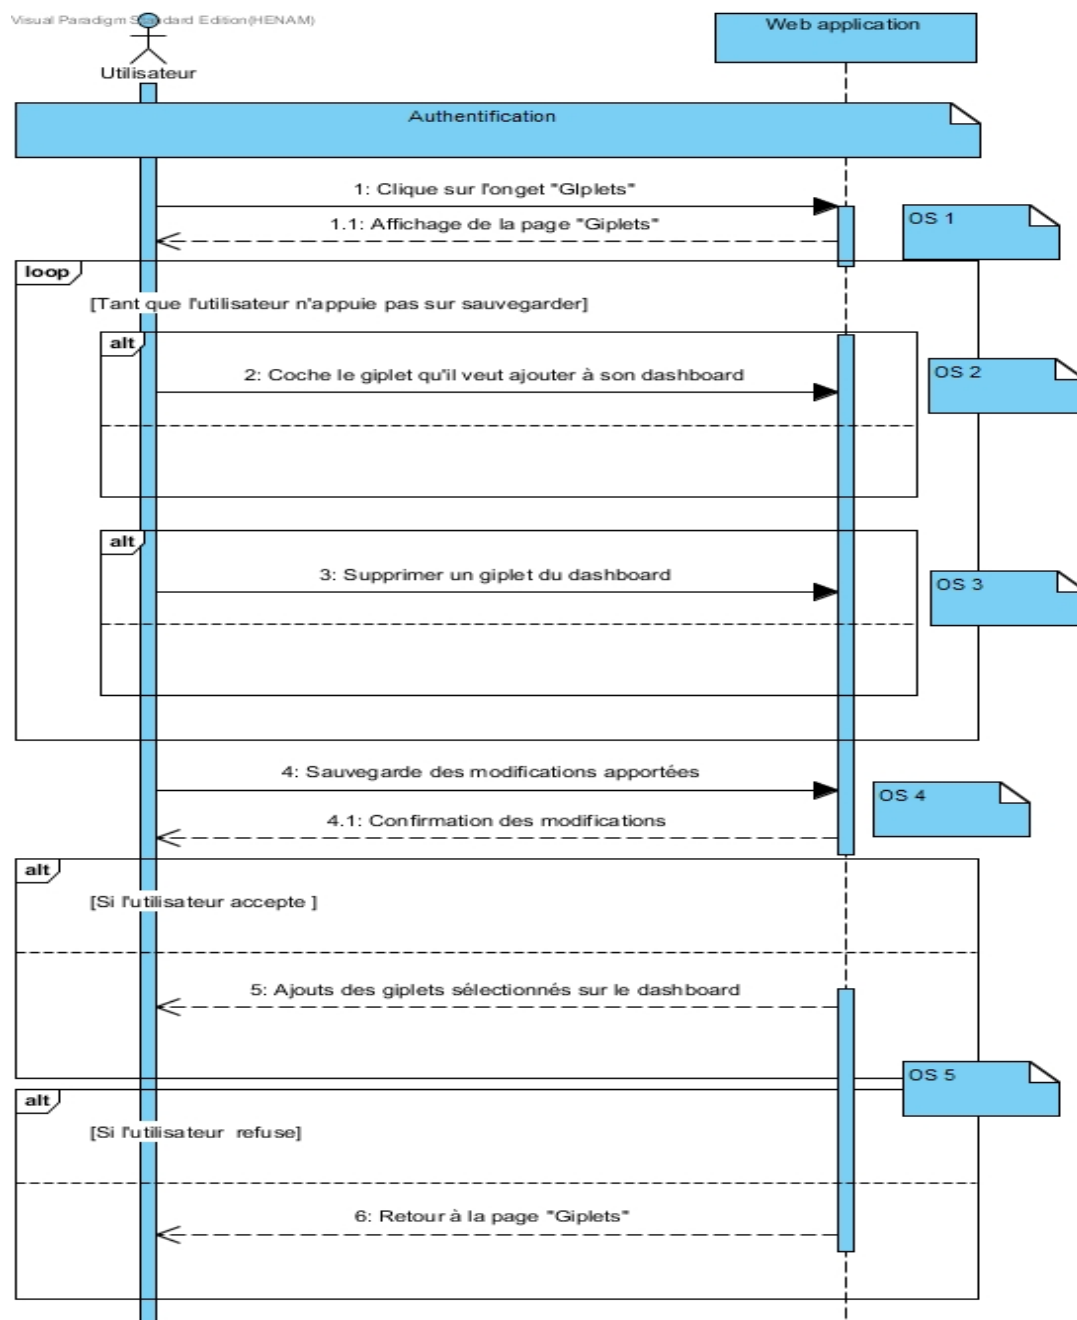 Visual Paradigm Standard Edition(HENAM)
Utilisateur
Web application
Authentification
1: Clique sur l'onget "GIplets"
1.1: Affichage de la page "Giplets"
OS 1
loop
[Tant que l'utilisateur n'appuie pas sur sauvegarder]
alt
2: Coche le giplet qu'il veut ajouter à son dashboard
OS 2
alt
3: Supprimer un giplet du dashboard
OS 3
4: Sauvegarde des modifications apportées
OS 4
4.1: Confirmation des modifications
alt
[Si l'utilisateur accepte ]
5: Ajouts des giplets sélectionnés sur le dashboard
OS 5
alt
[Si l'utilisateur  refuse]
6: Retour à la page "Giplets"